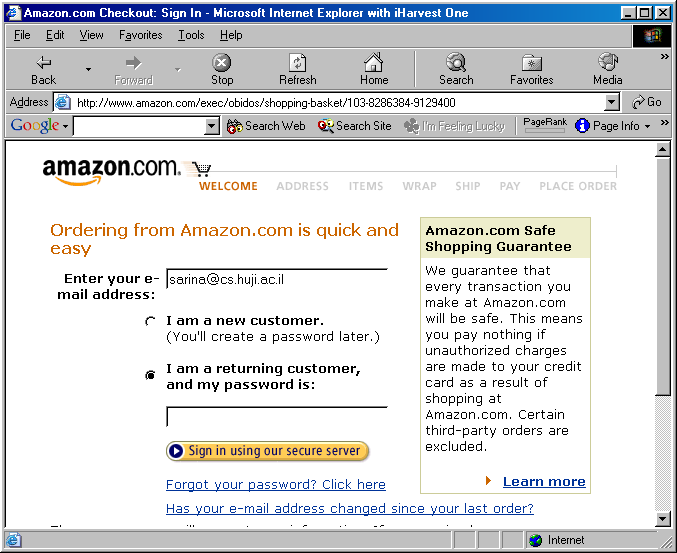 Amazon.com Checkout: Sign In - Microsoft Internet Explorer with iHarvest One
File Edit View Favorites Tools Help
Back Forward Stop Refresh Home Search Favorites Media »
Address http://www.amazon.com/exec/obidos/shopping-basket/103-8286384-9129400 Go
Google Search Web Search Site I'm Feeling Lucky PageRank Page Info »
amazon.com.
WELCOME ADDRESS ITEMS WRAP SHIP PAY PLACE ORDER
Ordering from Amazon.com is quick and
easy
Enter your e-
mail address:
sarina@cs.huji.ac.il
I am a new customer.
(You'll create a password later.)
I am a returning customer,
and my password is:
Sign in using our secure server
Forgot your password? Click here
Has your e-mail address changed since your last order?
Amazon.com Safe
Shopping Guarantee
We guarantee that
every transaction you
make at Amazon.com
will be safe. This means
you pay nothing if
unauthorized charges
are made to your credit
card as a result of
shopping at
Amazon.com. Certain
third-party orders are
excluded.
Learn more
Internet